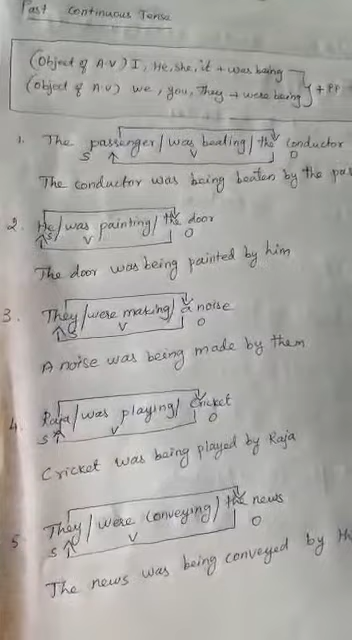 Past Continuous Tense
(Object of A.V) I, He, she, it + was being
(object of A.V) we, you, They → were being } + PP
1. The passenger / was beating / the conductor
S V O
The conductor was being beaten by the
2. He / was painting / the door
S V O
The door was being painted by him
3. They / were making / a noise
S V O
A noise was being made by them
4. Raja / was playing / Cricket
S V O
Cricket was being played by Raja
5. They / were conveying / the news
S V O
The news was being conveyed by